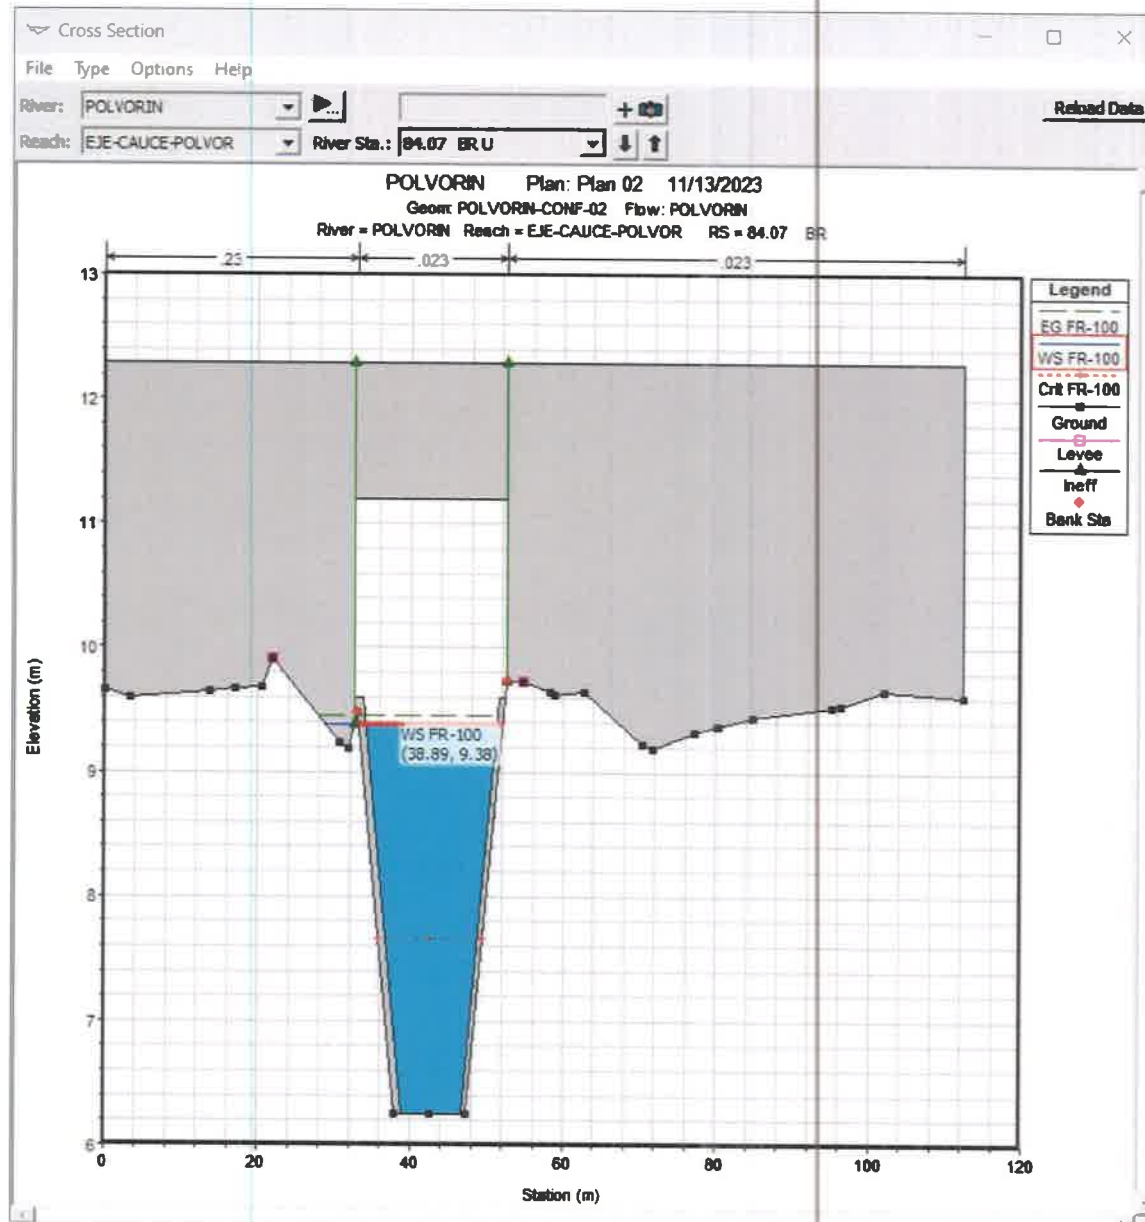 Cross Section
File Type Options Help
River: POLVORIN
Reload Data
Reach: EJE-CAUCE-POLVOR River Sta.: 84.07 BR U
POLVORIN Plan: Plan 02 11/13/2023
Geom: POLVORIN-CONF-02 Flow: POLVORIN
River = POLVORIN Reach = EJE-CAUCE-POLVOR RS = 84.07 BR
.23 .023 .023
Legend
EG FR-100
WS FR-100
Crit FR-100
Ground
Levee
Ineff
Bank Sta
13
12
11
10
9
8
7
6
Elevation (m)
WS FR-100
(38.89, 9.38)
0 20 40 60 80 100 120
Station (m)